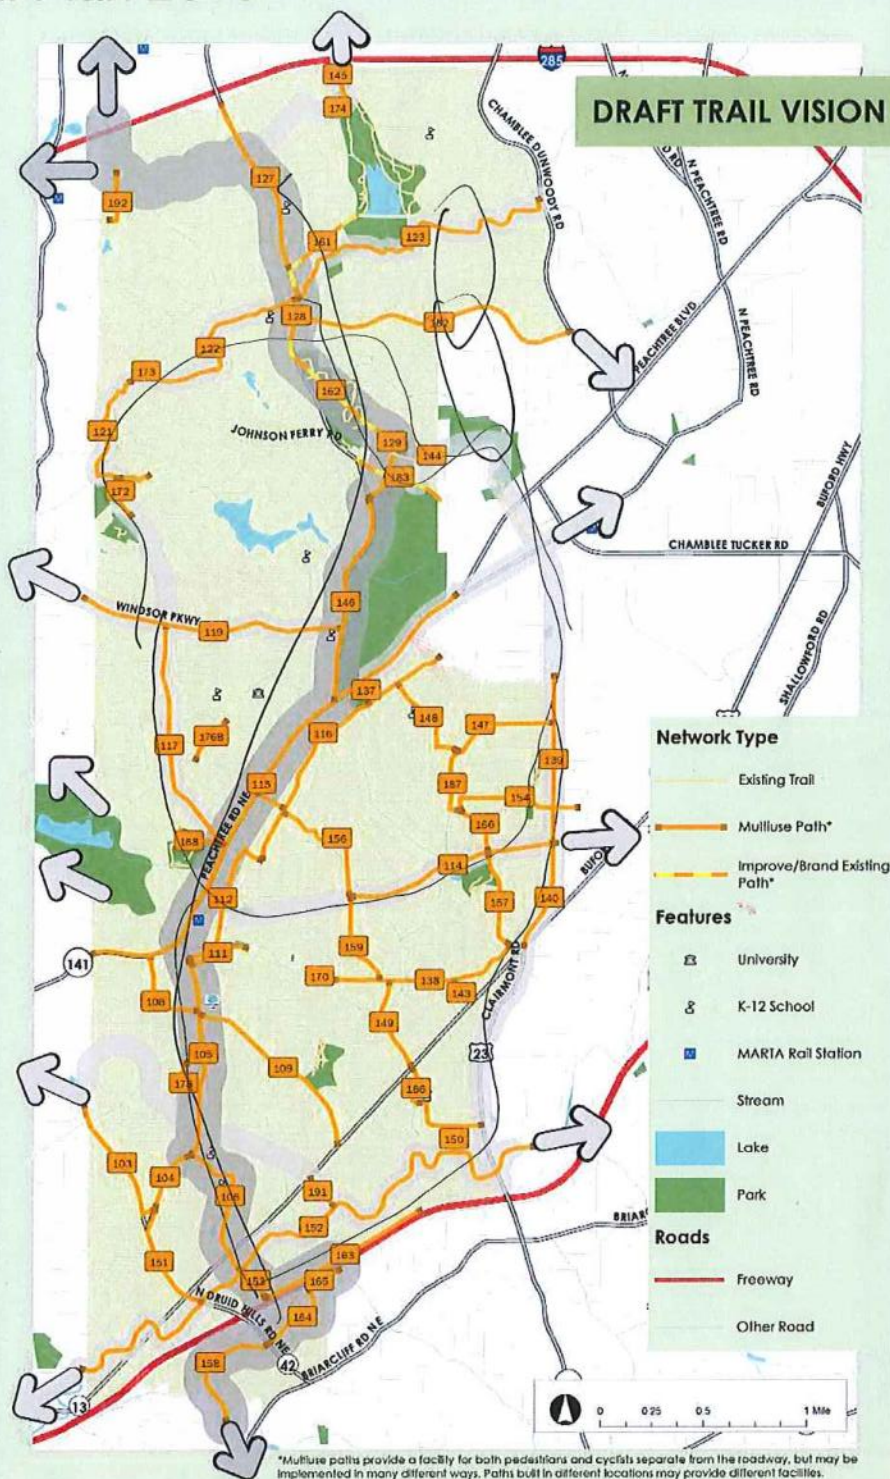 285
DRAFT TRAIL VISION
145
174
CHAMBLEE DUNWOODY RD
N PEACHTREE RD
127
192
161
123
128
182
PEACHTREE BLVD
N PEACHTREE RD
122
173
162
121
JOHNSON FERRY RD
129
144
183
172
BUFORD HWY
CHAMBLEE TUCKER RD
SHALLOWFORD RD
WINDSOR PKWY
119
146
137
116
148
147
117
176B
139
115
187
154
PEACHTREE RD NE
188
156
166
114
112
157
140
141
111
159
170
138
143
CLAIRMONT RD
108
149
105
109
23
186
150
103
104
106
191
152
151
163
153
165
164
N DRUID HILLS RD NE
158
42
BRIARCLIFF RD NE
13
Network Type
Existing Trail
Multiuse Path*
Improve/Brand Existing
Path*
Features
University
K-12 School
MARTA Rail Station
Stream
Lake
Park
Roads
Freeway
Other Road
0 0.25 0.5 1 Mile
*Multiuse paths provide a facility for both pedestrians and cyclists separate from the roadway, but may be
implemented in many different ways. Paths built in different locations may provide different facilities.